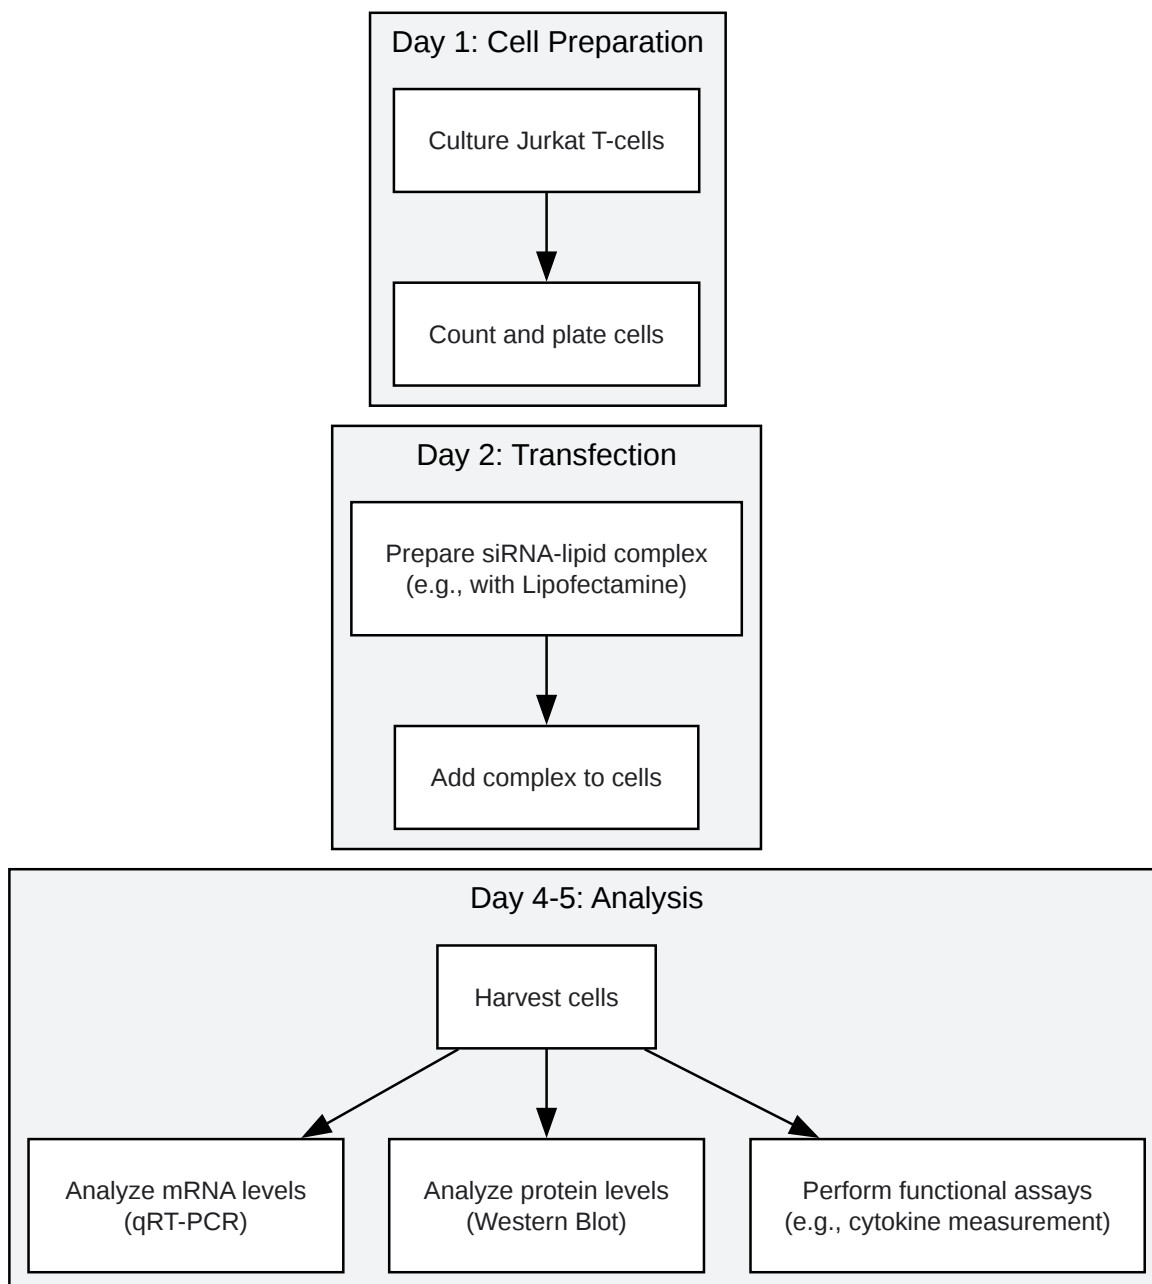 Day 1: Cell Preparation
Culture Jurkat T-cells
Count and plate cells
Day 2: Transfection
Prepare siRNA-lipid complex
(e.g., with Lipofectamine)
Add complex to cells
Day 4-5: Analysis
Harvest cells
Analyze mRNA levels
(qRT-PCR)
Analyze protein levels
(Western Blot)
Perform functional assays
(e.g., cytokine measurement)